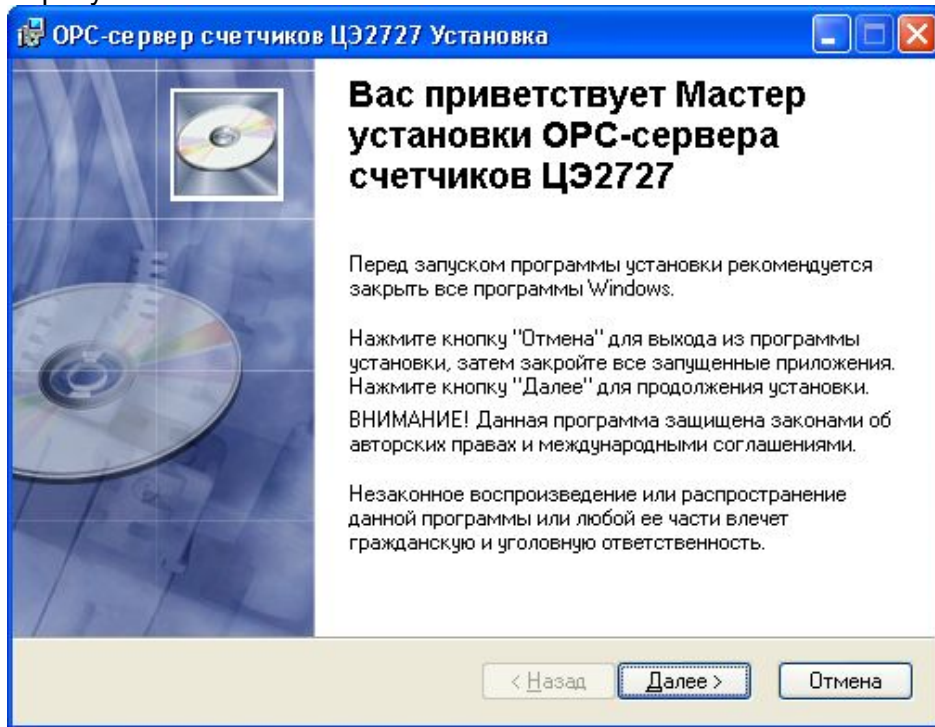 OPC-сервер счетчиков ЦЭ2727 Установка
Вас приветствует Мастер
установки OPC-сервера
счетчиков ЦЭ2727
Перед запуском программы установки рекомендуется
закрыть все программы Windows.
Нажмите кнопку "Отмена" для выхода из программы
установки, затем закройте все запущенные приложения.
Нажмите кнопку "Далее" для продолжения установки.
ВНИМАНИЕ! Данная программа защищена законами об
авторских правах и международными соглашениями.
Незаконное воспроизведение или распространение
данной программы или любой ее части влечет
гражданскую и уголовную ответственность.
< Назад Далее > Отмена